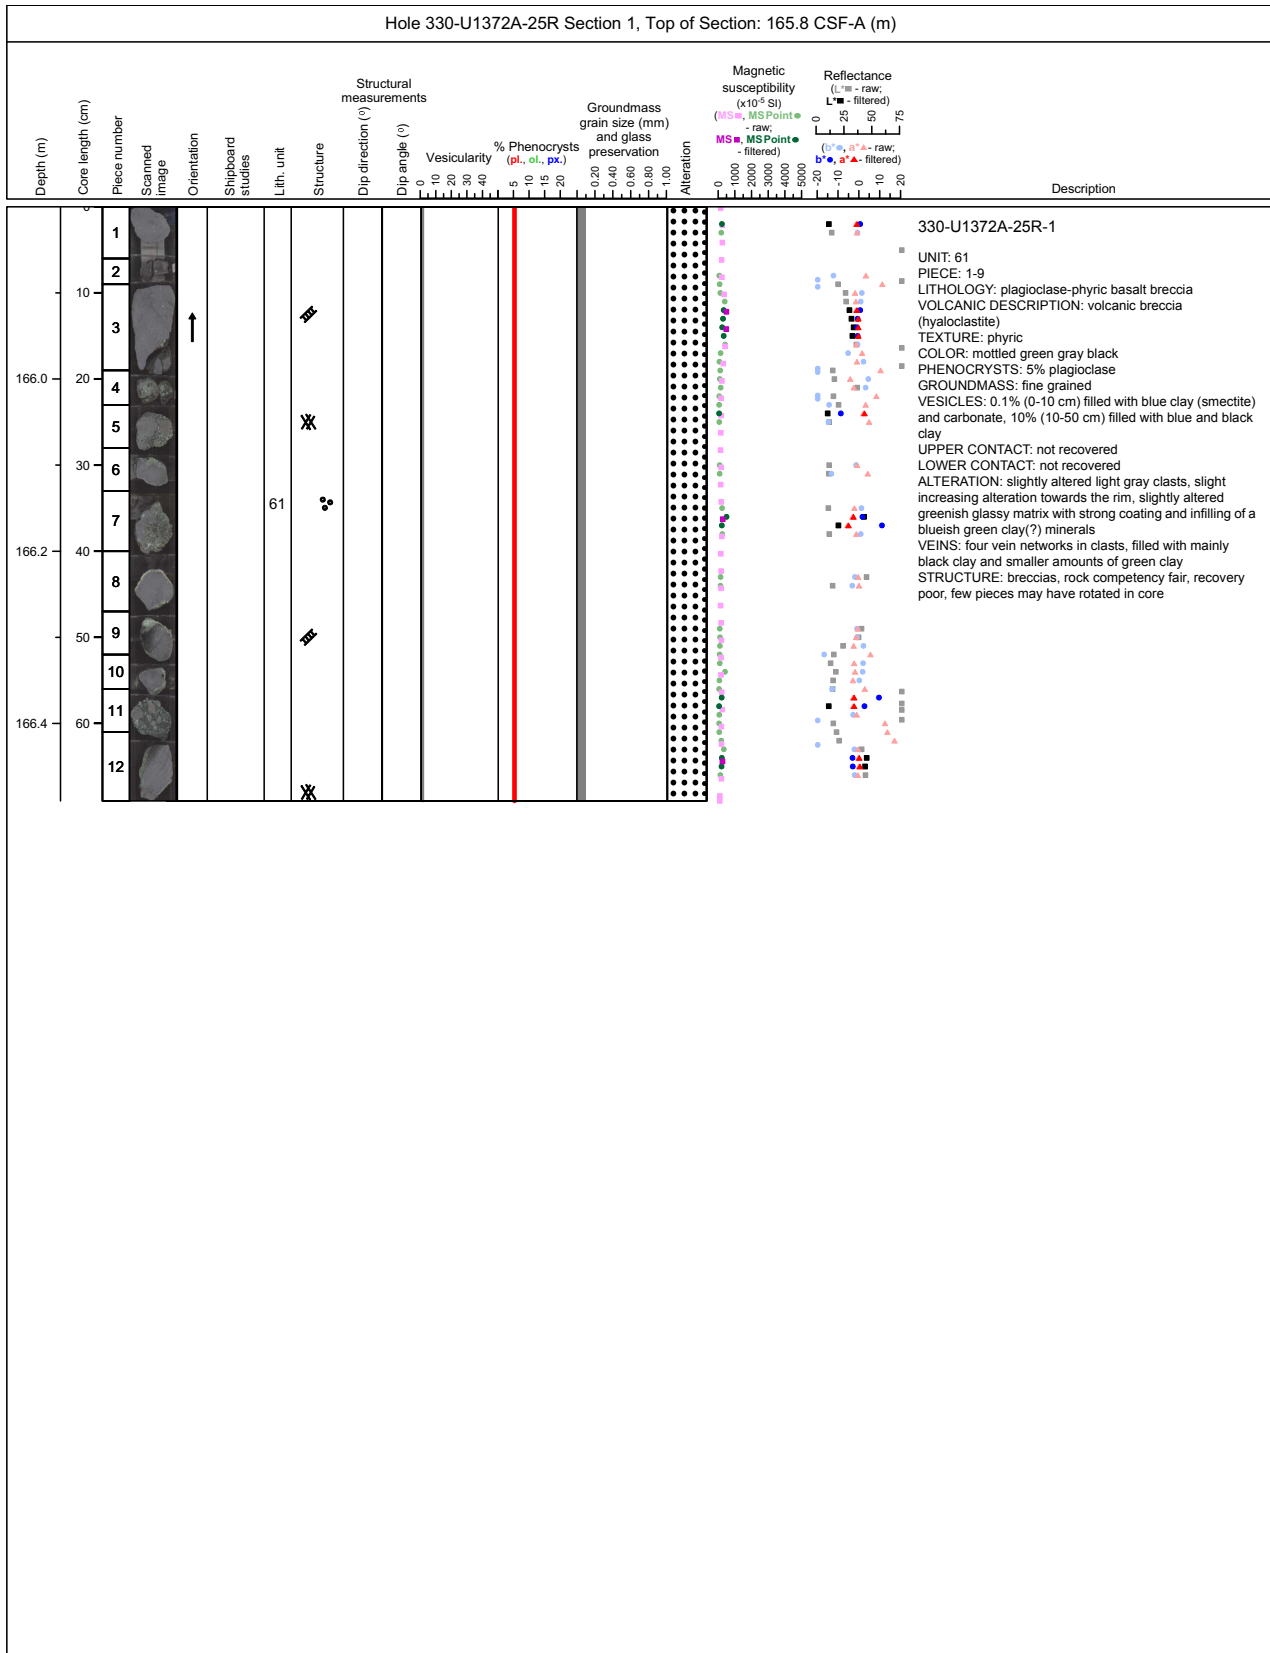 Hole 330-U1372A-25R Section 1, Top of Section: 165.8 CSF-A (m)
Depth (m)
Core length (cm)
Piece number
Scanned
image
Orientation
Shipboard
studies
Lith. unit
Structure
Structural
measurements
Dip direction (º)
Dip angle (º)
Vesicularity
0 10 20 30 40
% Phenocrysts
(pl., ol., px.)
5 10 15 20
Groundmass
grain size (mm)
and glass
preservation
0.20 0.40 0.60 0.80 1.00
Alteration
Magnetic
susceptibility
(x10-5 SI)
(MS■, MSPoint●
- raw;
MS■, MSPoint●
- filtered)
0 1000 2000 3000 4000 5000
Reflectance
(L*■ - raw;
L*■ - filtered)
0 25 50 75
(b*●, a*▲- raw;
b*●, a*▲- filtered)
-20 -10 0 10 20
Description
166.0
166.2
166.4
0
10
20
30
40
50
60
1
2
3
4
5
6
7
8
9
10
11
12
61
330-U1372A-25R-1
UNIT: 61
PIECE: 1-9
LITHOLOGY: plagioclase-phyric basalt breccia
VOLCANIC DESCRIPTION: volcanic breccia
(hyaloclastite)
TEXTURE: phyric
COLOR: mottled green gray black
PHENOCRYSTS: 5% plagioclase
GROUNDMASS: fine grained
VESICLES: 0.1% (0-10 cm) filled with blue clay (smectite)
and carbonate, 10% (10-50 cm) filled with blue and black
clay
UPPER CONTACT: not recovered
LOWER CONTACT: not recovered
ALTERATION: slightly altered light gray clasts, slight
increasing alteration towards the rim, slightly altered
greenish glassy matrix with strong coating and infilling of a
blueish green clay(?) minerals
VEINS: four vein networks in clasts, filled with mainly
black clay and smaller amounts of green clay
STRUCTURE: breccias, rock competency fair, recovery
poor, few pieces may have rotated in core